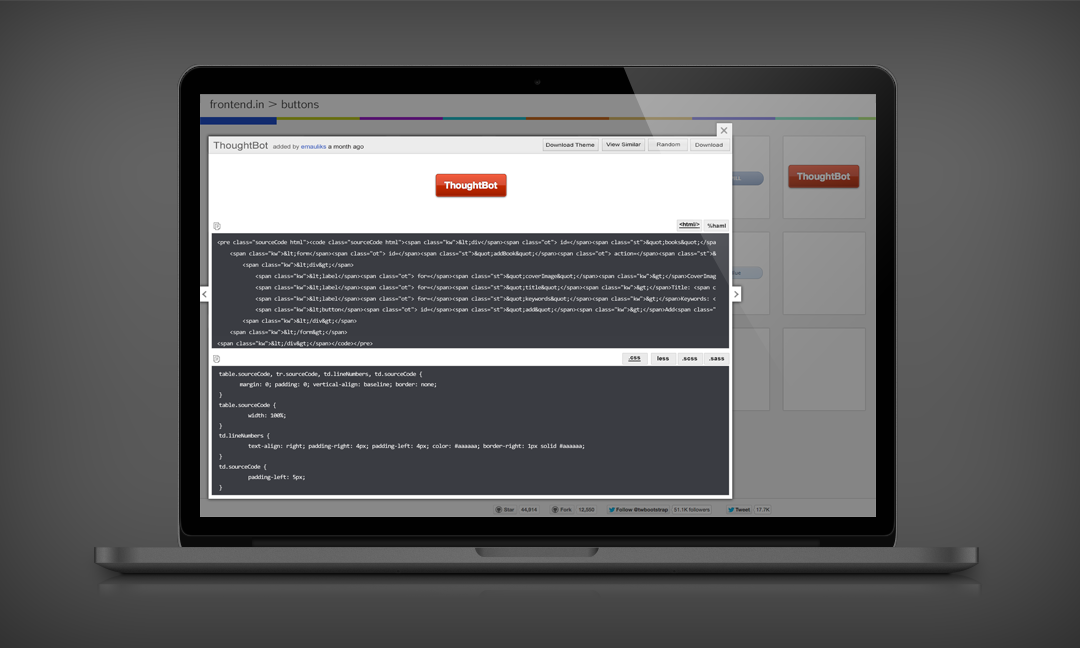 frontend.in > buttons
ThoughtBot added by emauliks a month ago
Download Theme
View Similar
Random
Download
ThoughtBot
ThoughtBot
<html>
%haml
<pre class="sourceCode html"><code class="sourceCode html"><span class="kw">&lt;div</span><span class="ot"> id=</span><span class="st">&quot;books&quot;</spa
<span class="kw">&lt;form</span><span class="ot"> id=</span><span class="st">&quot;addBook&quot;</span><span class="ot"> action=</span><span class="st">&
<span class="kw">&lt;div&gt;</span>
<span class="kw">&lt;label</span><span class="ot"> for=</span><span class="st">&quot;coverImage&quot;</span><span class="kw">&gt;</span>CoverImag
<span class="kw">&lt;label</span><span class="ot"> for=</span><span class="st">&quot;title&quot;</span><span class="kw">&gt;</span>Title: <span c
<span class="kw">&lt;label</span><span class="ot"> for=</span><span class="st">&quot;keywords&quot;</span><span class="kw">&gt;</span>Keywords: <
<span class="kw">&lt;button</span><span class="ot"> id=</span><span class="st">&quot;add&quot;</span><span class="kw">&gt;</span>Add<span class="
<span class="kw">&lt;/div&gt;</span>
<span class="kw">&lt;/form&gt;</span>
<span class="kw">&lt;/div&gt;</span></code></pre>
.css
less
.scss
.sass
table.sourceCode, tr.sourceCode, td.lineNumbers, td.sourceCode {
margin: 0; padding: 0; vertical-align: baseline; border: none;
}
table.sourceCode {
width: 100%;
}
td.lineNumbers {
text-align: right; padding-right: 4px; padding-left: 4px; color: #aaaaaa; border-right: 1px solid #aaaaaa;
}
td.sourceCode {
padding-left: 5px;
}
Star 44,914 Fork 12,550 Follow @twbootstrap 51.1K followers Tweet 17.7K